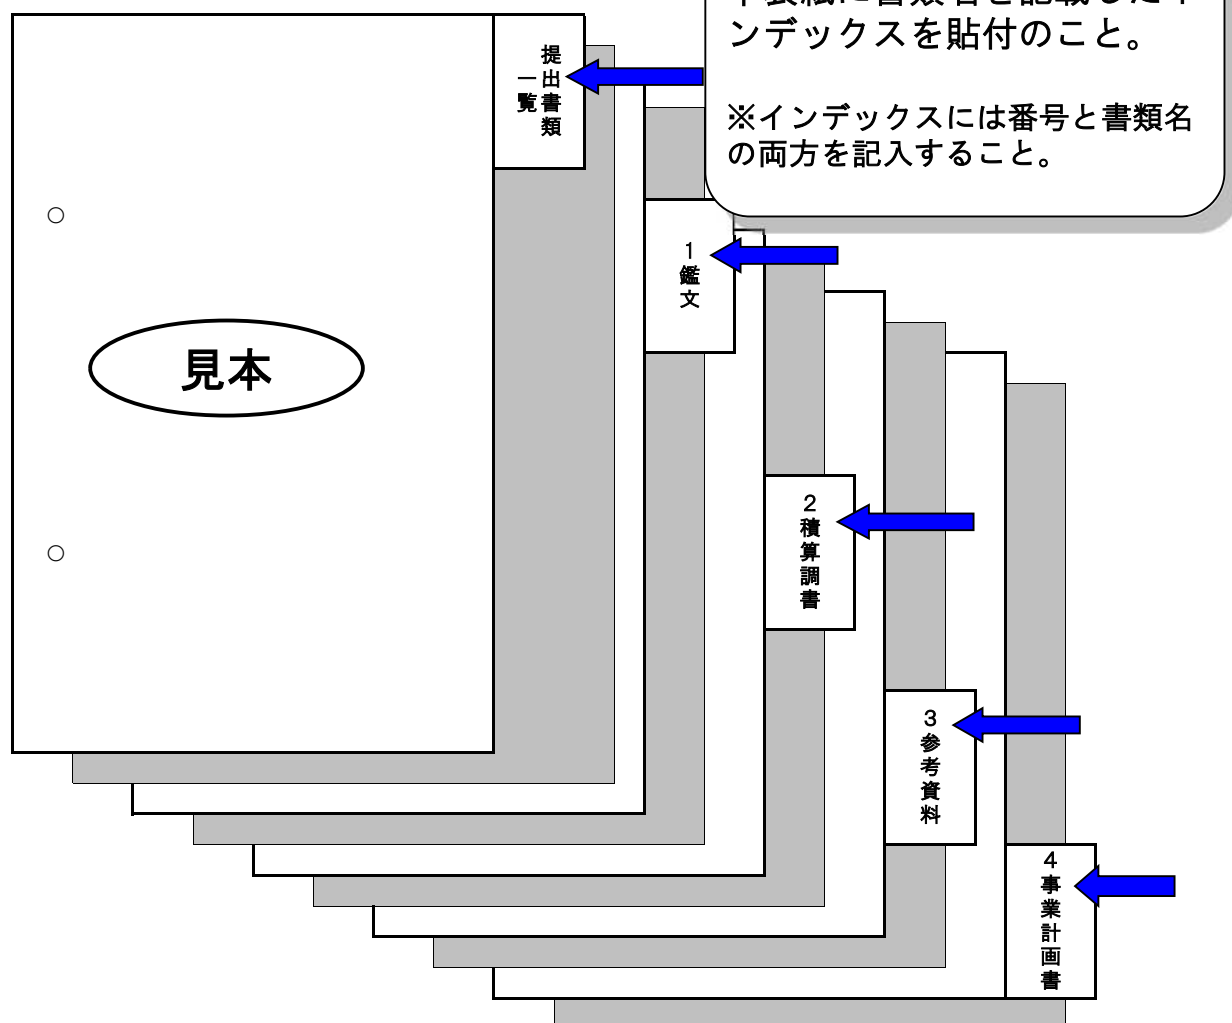 ンデックスを貼付のこと。
※インデックスには番号と書類名
の両方を記入すること。
提出書類
一覧
1鑑文
見本
2積算調書
3参考資料
4事業計画書